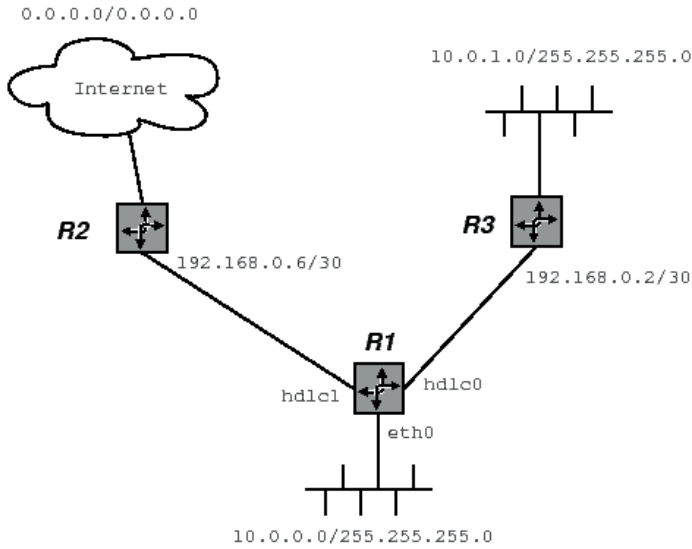 0.0.0.0/0.0.0.0
Internet
10.0.1.0/255.255.255.0
R2
R3
192.168.0.6/30
192.168.0.2/30
R1
hdlc1
hdlc0
eth0
10.0.0.0/255.255.255.0